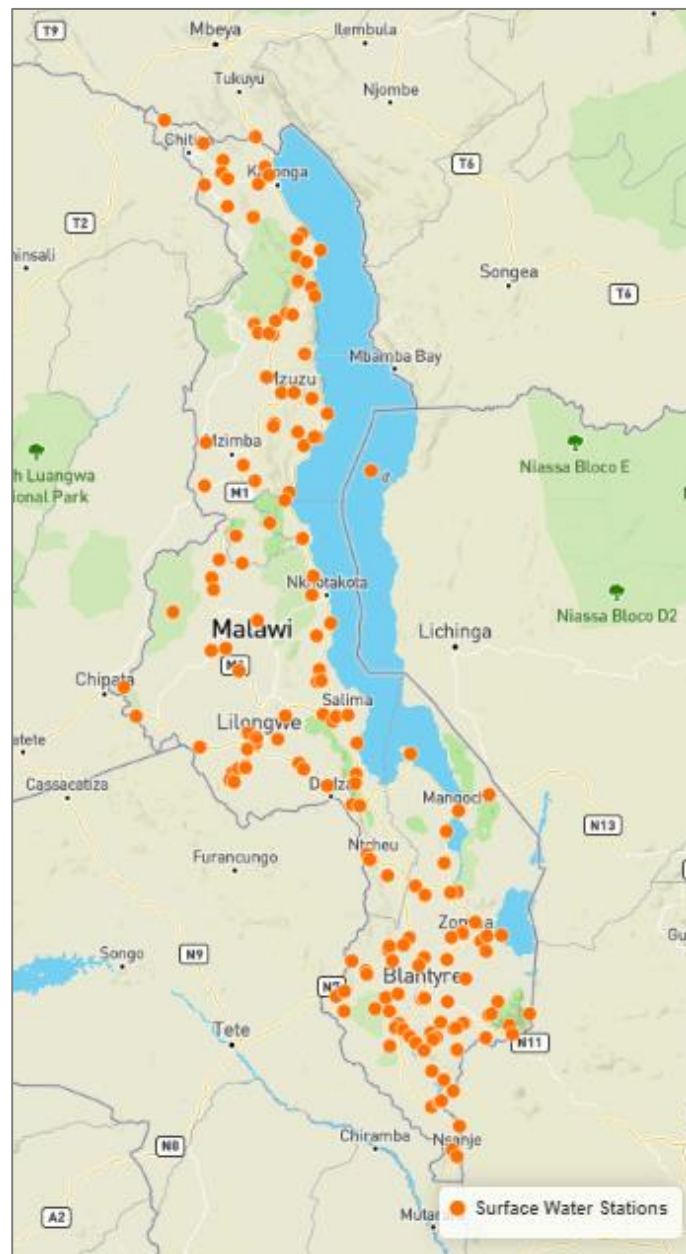 T9
Mbeya
Ilembula
Tukuyu
Njombe
T6
T2
Songea
T6
Mbamba Bay
Mzuzu
Mzimba
Niassa Bloco E
M1
Niassa Bloco D2
Malawi
Lichinga
Chipata
Salima
Lilongwe
Cassacatiza
Mangochi
N13
Ntcheu
Furancungo
N9
Songo
Blantyre
Tete
N11
Chiramba
Nsanje
N8
A2
Surface Water Stations